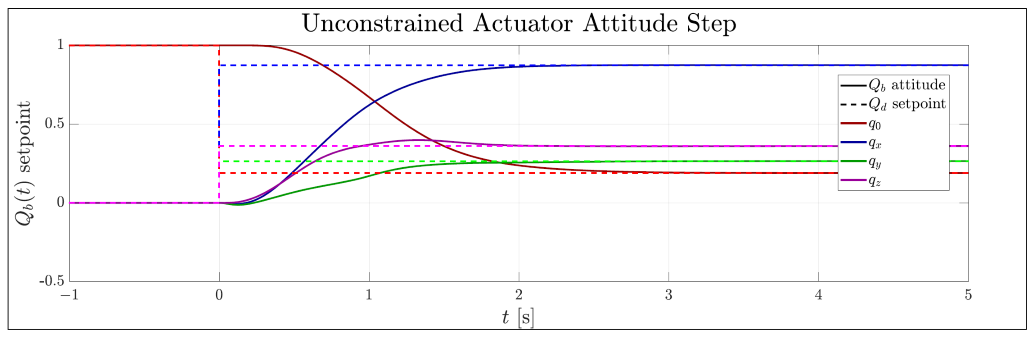 Unconstrained Actuator Attitude Step
Q_b(t) setpoint
1
0.5
0
-0.5
−1
0
1
2
3
4
5
t [s]
Q_b attitude
Q_d setpoint
q_0
q_x
q_y
q_z